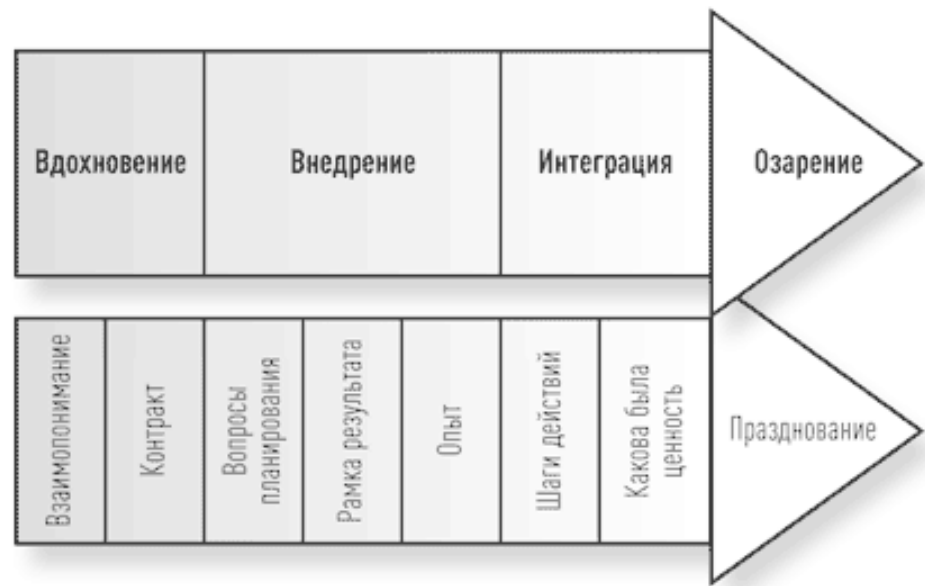 Вдохновение
Внедрение
Интеграция
Озарение
Взаимопонимание
Контракт
Вопросы
планирования
Рамка результата
Опыт
Шаги действий
Какова была
ценность
Празднование